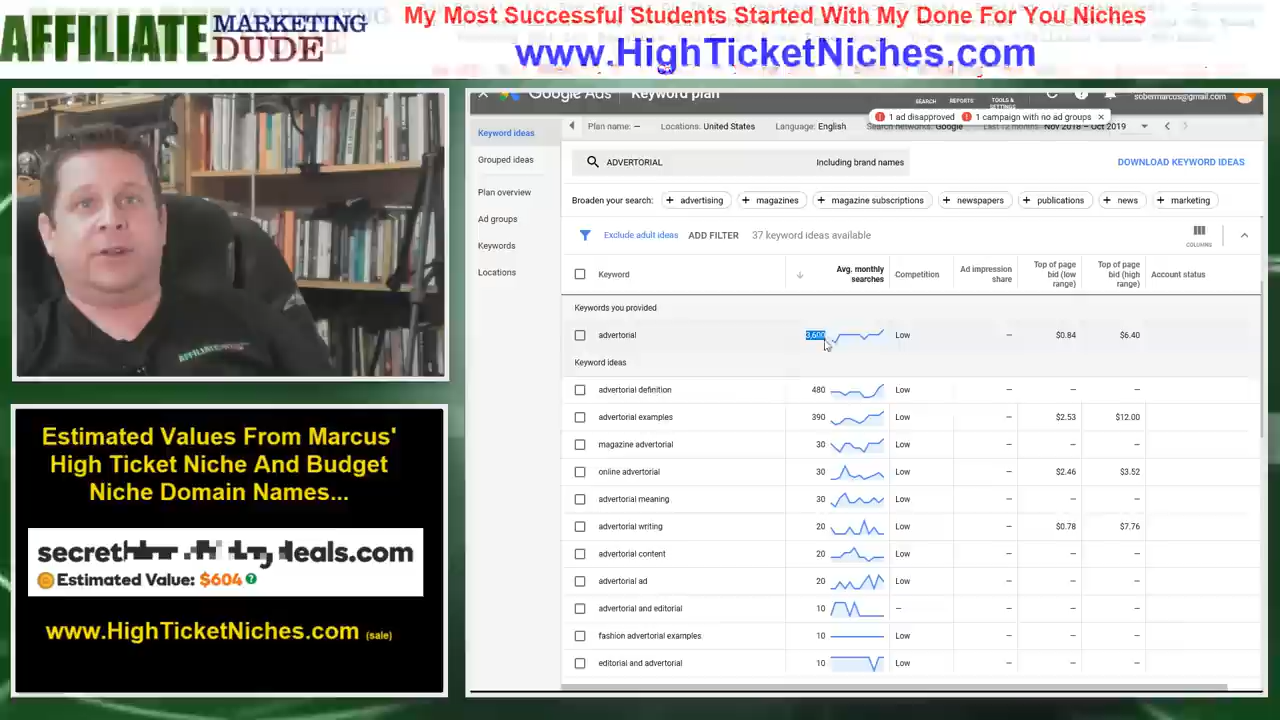 AFFILIATE MARKETING DUDE
My Most Successful Students Started With My Done For You Niches
www.HighTicketNiches.com
Google Ads Keyword plan
SEARCH REPORTS TOOLS & SETTINGS
sobermarcus@gmail.com
1 ad disapproved 1 campaign with no ad groups ×
Keyword ideas
Grouped ideas
Plan overview
Ad groups
Keywords
Locations
Plan name: — Locations: United States Language: English Search networks: Google Last 12 months Nov 2018 – Oct 2019
ADVERTORIAL Including brand names DOWNLOAD KEYWORD IDEAS
Broaden your search: + advertising + magazines + magazine subscriptions + newspapers + publications + news + marketing
Exclude adult ideas ADD FILTER 37 keyword ideas available COLUMNS
Keyword Avg. monthly searches Competition Ad impression share Top of page bid (low range) Top of page bid (high range) Account status
Keywords you provided
advertorial 3,600 Low — $0.84 $6.40
Keyword ideas
advertorial definition 480 Low — — —
advertorial examples 390 Low — $2.53 $12.00
magazine advertorial 30 Low — — —
online advertorial 30 Low — $2.46 $3.52
advertorial meaning 30 Low — — —
advertorial writing 20 Low — $0.78 $7.76
advertorial content 20 Low — — —
advertorial ad 20 Low — — —
advertorial and editorial 10 — — — —
fashion advertorial examples 10 Low — — —
editorial and advertorial 10 Low — — —
Estimated Values From Marcus'
High Ticket Niche And Budget
Niche Domain Names...
Estimated Value: $604
www.HighTicketNiches.com (sale)